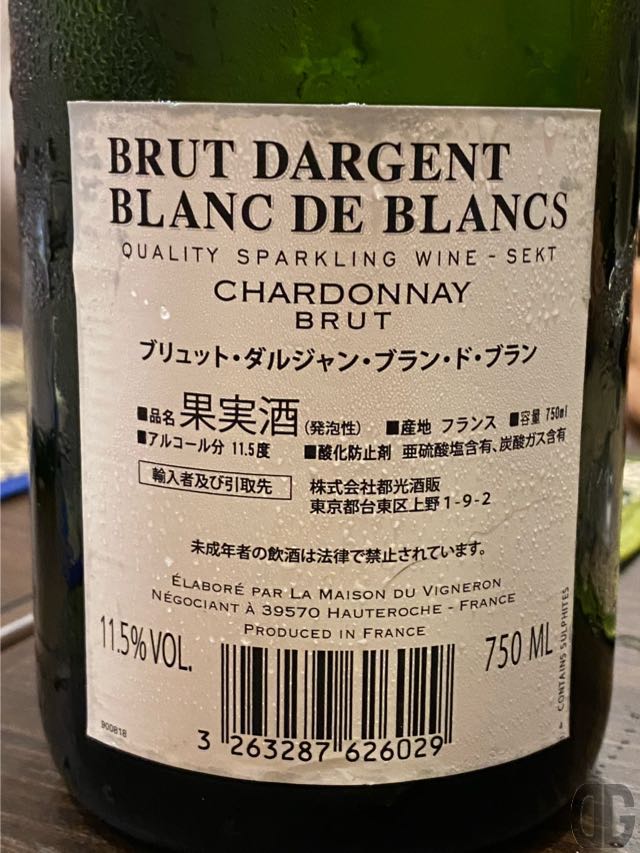 BRUT DARGENT
BLANC DE BLANCS
QUALITY SPARKLING WINE - SEKT
CHARDONNAY
BRUT
ブリュット・ダルジャン・ブラン・ド・ブラン
■品名 果実酒(発泡性) ■産地 フランス ■容量 750ml
■アルコール分 11.5度 ■酸化防止剤 亜硫酸塩含有、炭酸ガス含有
輸入者及び引取先 株式会社都光酒販
東京都台東区上野1-9-2
未成年者の飲酒は法律で禁止されています。
ÉLABORÉ PAR LA MAISON DU VIGNERON
NÉGOCIANT À 39570 HAUTEROCHE - FRANCE
PRODUCED IN FRANCE
11.5% VOL.
750 ML
CONTAINS SULPHITES
900818
3 263287 626029
DG